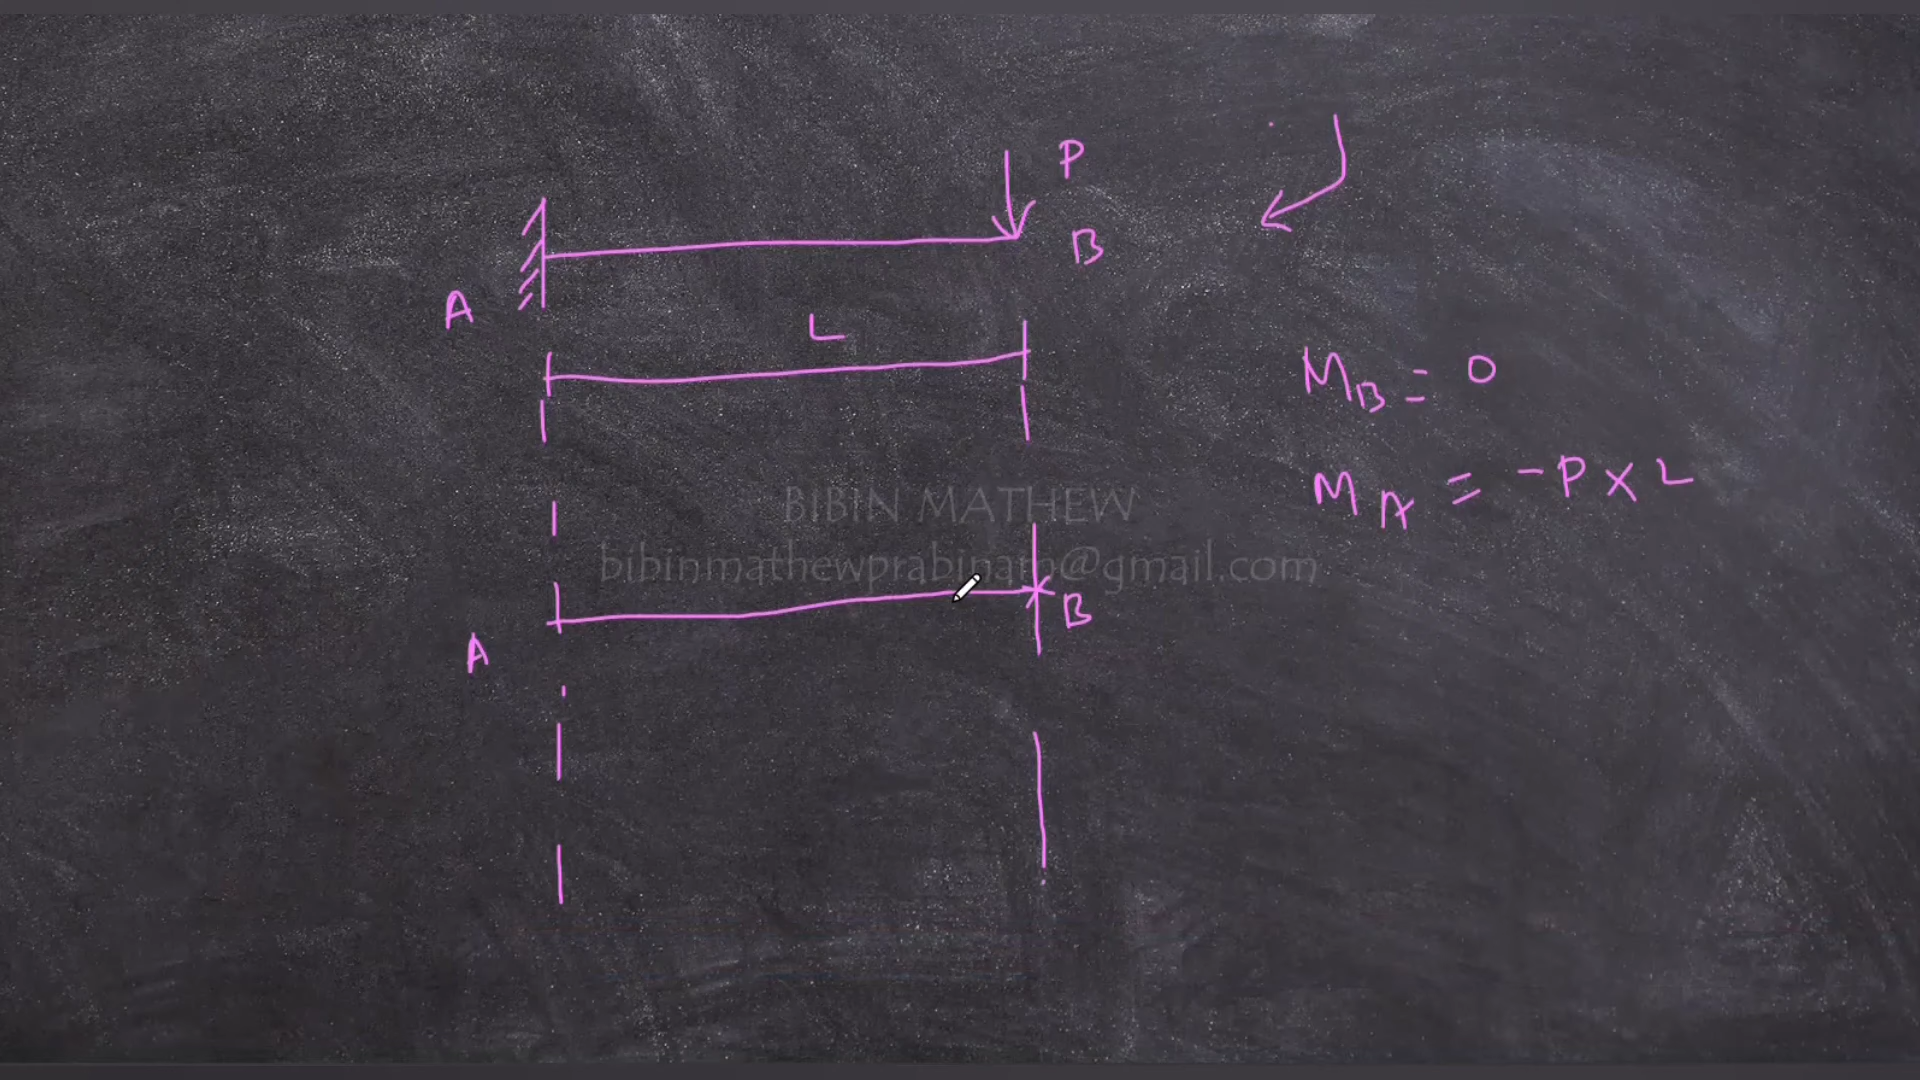 P
B
A
L
M_B = 0
M_A = -P × L
BIBIN MATHEW
bibinmathewprabinath@gmail.com
B
A